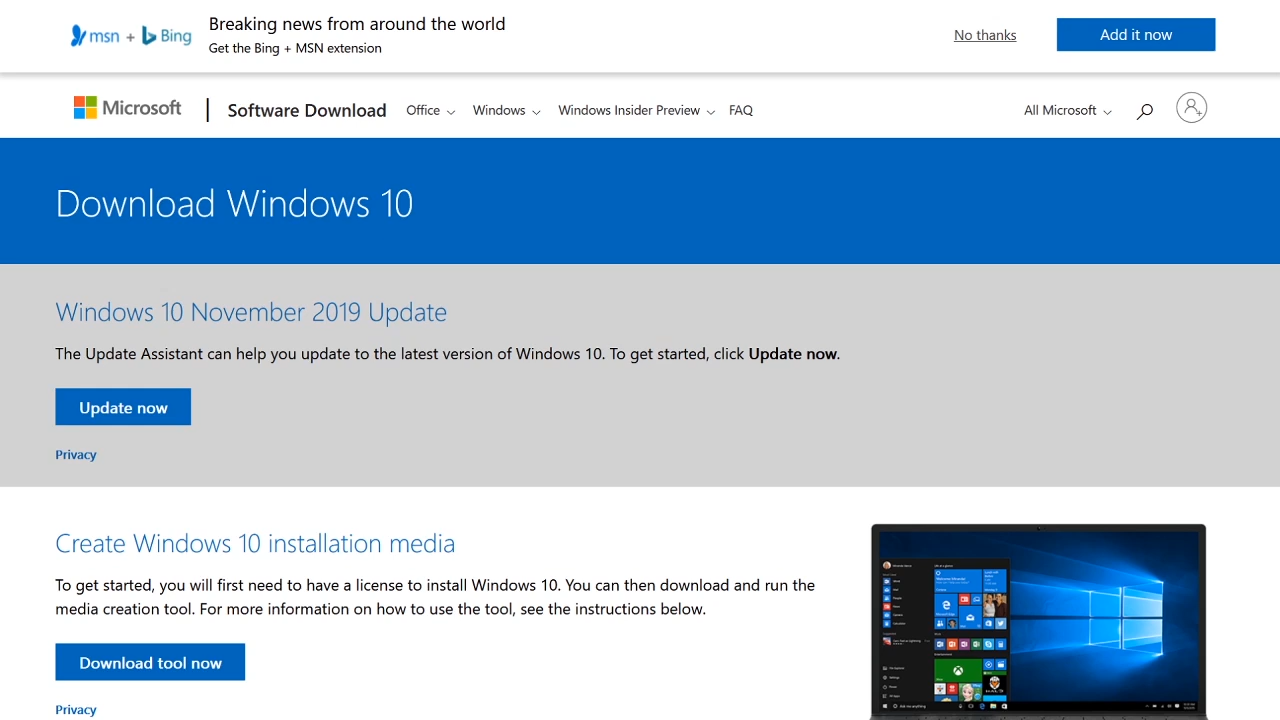 msn + Bing
Breaking news from around the world
Get the Bing + MSN extension
No thanks
Add it now
Microsoft
Software Download
Office
Windows
Windows Insider Preview
FAQ
All Microsoft
Download Windows 10
Windows 10 November 2019 Update
The Update Assistant can help you update to the latest version of Windows 10. To get started, click Update now.
Update now
Privacy
Create Windows 10 installation media
To get started, you will first need to have a license to install Windows 10. You can then download and run the
media creation tool. For more information on how to use the tool, see the instructions below.
Download tool now
Privacy